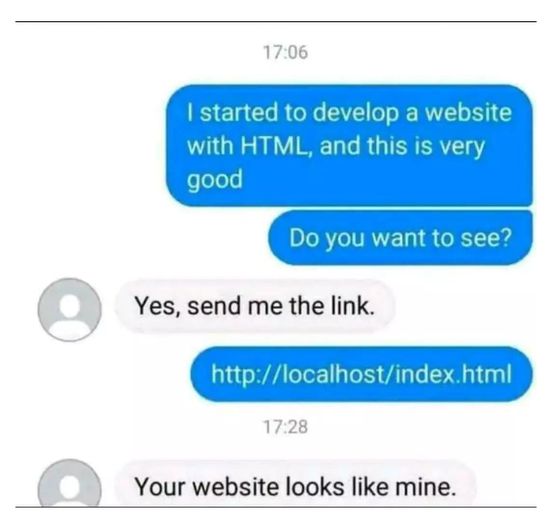 17:06
I started to develop a website
with HTML, and this is very
good
Do you want to see?
Yes, send me the link.
http://localhost/index.html
17:28
Your website looks like mine.